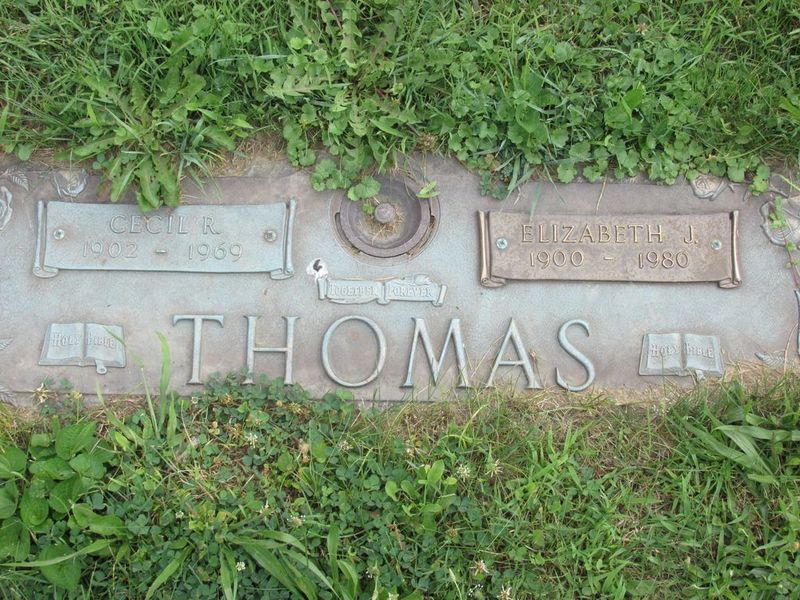 CECIL R.
1902 - 1969
ELIZABETH J.
1900 - 1980
TOGETHER FOREVER
THOMAS
HOLY BIBLE
HOLY BIBLE